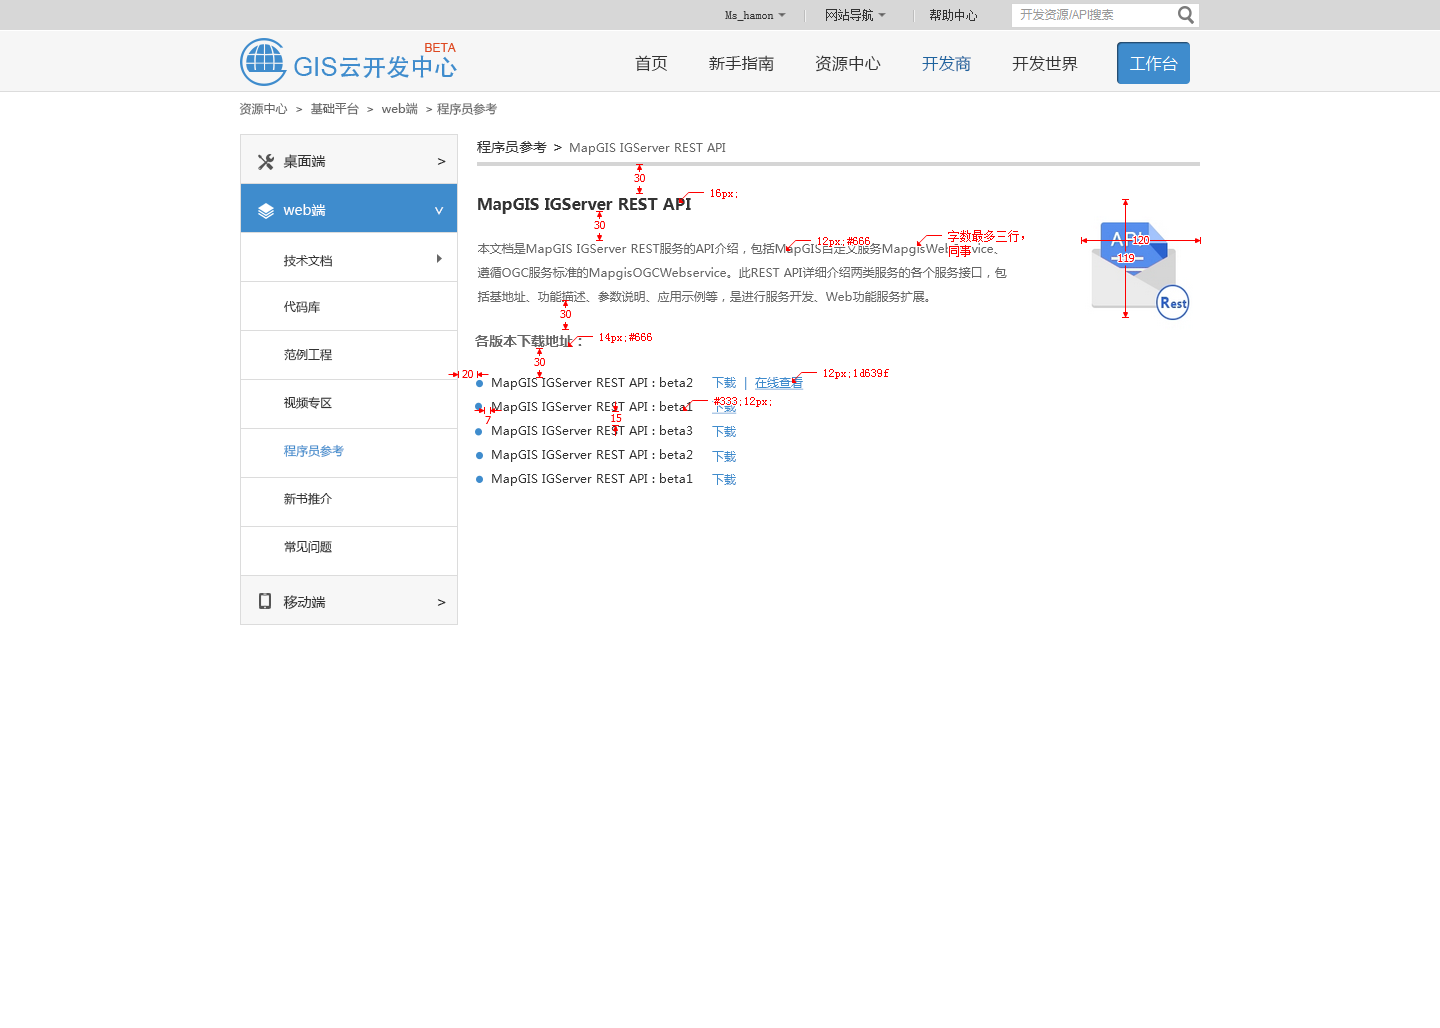 Ms_hamon 网站导航 帮助中心 开发资源/API搜索
GIS云开发中心 BETA 首页 新手指南 资源中心 开发商 开发世界 工作台
资源中心 > 基础平台 > web端 > 程序员参考
桌面端 >
web端 v
技术文档
代码库
范例工程
视频专区
程序员参考
新书推介
常见问题
移动端 >
程序员参考 > MapGIS IGServer REST API
30
MapGIS IGServer REST API 16px;
30
本文档是MapGIS IGServer REST服务的API介绍，包括MapGIS自定义服务MapgisWebservice、
12px;#666
字数最多三行，
同事
遵循OGC服务标准的MapgisOGCWebservice。此REST API详细介绍两类服务的各个服务接口，包
括基地址、功能描述、参数说明、应用示例等，是进行服务开发、Web功能服务扩展。
API
120
119
Rest
30
各版本下载地址： 14px;#666
30
20
MapGIS IGServer REST API : beta2 下载 | 在线查看 12px;1d639f
MapGIS IGServer REST API : beta1 下载 #333;12px;
7
15
MapGIS IGServer REST API : beta3 下载
MapGIS IGServer REST API : beta2 下载
MapGIS IGServer REST API : beta1 下载